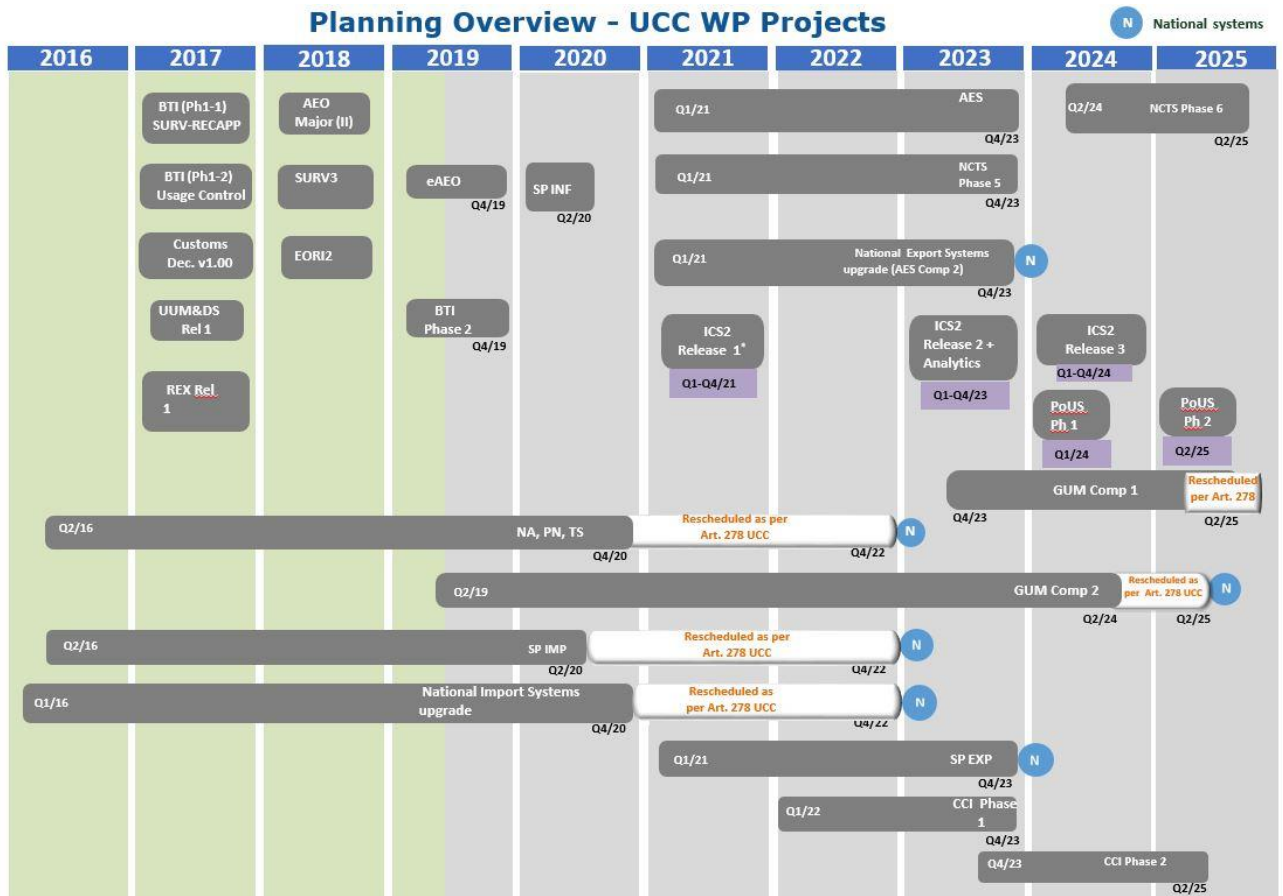 Planning Overview - UCC WP Projects
N National systems
2016 2017 2018 2019 2020 2021 2022 2023 2024 2025
BTI (Ph1-1)
SURV-RECAPP
AEO
Major (II)
Q1/21 AES
Q4/23
Q2/24 NCTS Phase 6
Q2/25
BTI (Ph1-2)
Usage Control
SURV3
eAEO
Q4/19
SP INF
Q2/20
Q1/21 NCTS
Phase 5
Q4/23
Customs
Dec. v1.00
EORI2
Q1/21 National Export Systems
upgrade (AES Comp 2)
N
Q4/23
UUM&DS
Rel 1
BTI
Phase 2
Q4/19
ICS2
Release 1*
Q1-Q4/21
ICS2
Release 2 +
Analytics
Q1-Q4/23
ICS2
Release 3
Q1-Q4/24
REX Rel
1
PoUS
Ph 1
Q1/24
PoUS
Ph 2
Q2/25
GUM Comp 1
Q4/23
Rescheduled
per Art. 278
Q2/25
Q2/16 NA, PN, TS
Q4/20
Rescheduled as per
Art. 278 UCC
Q4/22
N
Q2/19 GUM Comp 2
Q2/24
Rescheduled as
per Art. 278 UCC
Q2/25
N
Q2/16 SP IMP
Q2/20
Rescheduled as per
Art. 278 UCC
Q4/22
N
Q1/16 National Import Systems
upgrade
Q4/20
Rescheduled as
per Art. 278 UCC
Q4/22
N
Q1/21 SP EXP
Q4/23
N
Q1/22 CCI Phase
1
Q4/23
Q4/23 CCI Phase 2
Q2/25